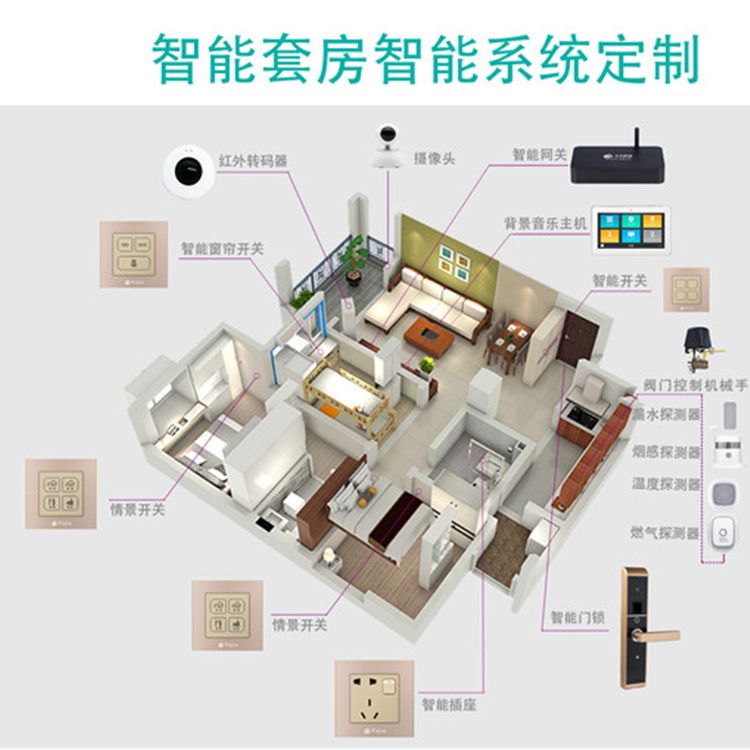 智能套房智能系统定制
红外转码器
摄像头
智能网关
背景音乐主机
智能窗帘开关
智能开关
阀门控制机械手
漏水探测器
烟感探测器
温度探测器
情景开关
燃气探测器
情景开关
智能门锁
智能插座